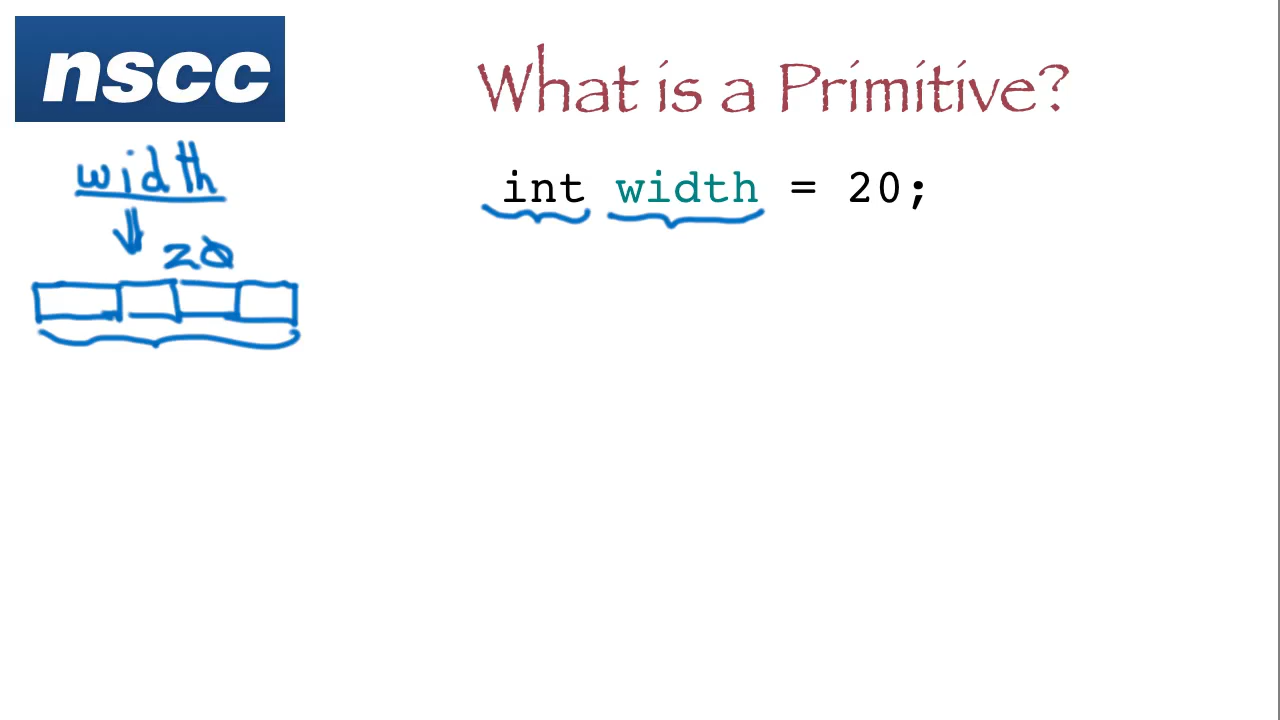 nscc
What is a Primitive?
int width = 20;
width
20